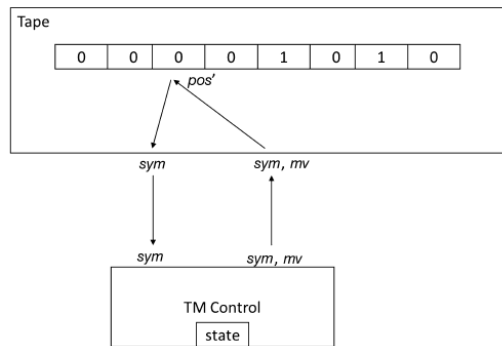 Tape
0 0 0 0 1 0 1 0
pos'
sym sym, mv
sym sym, mv
TM Control
state